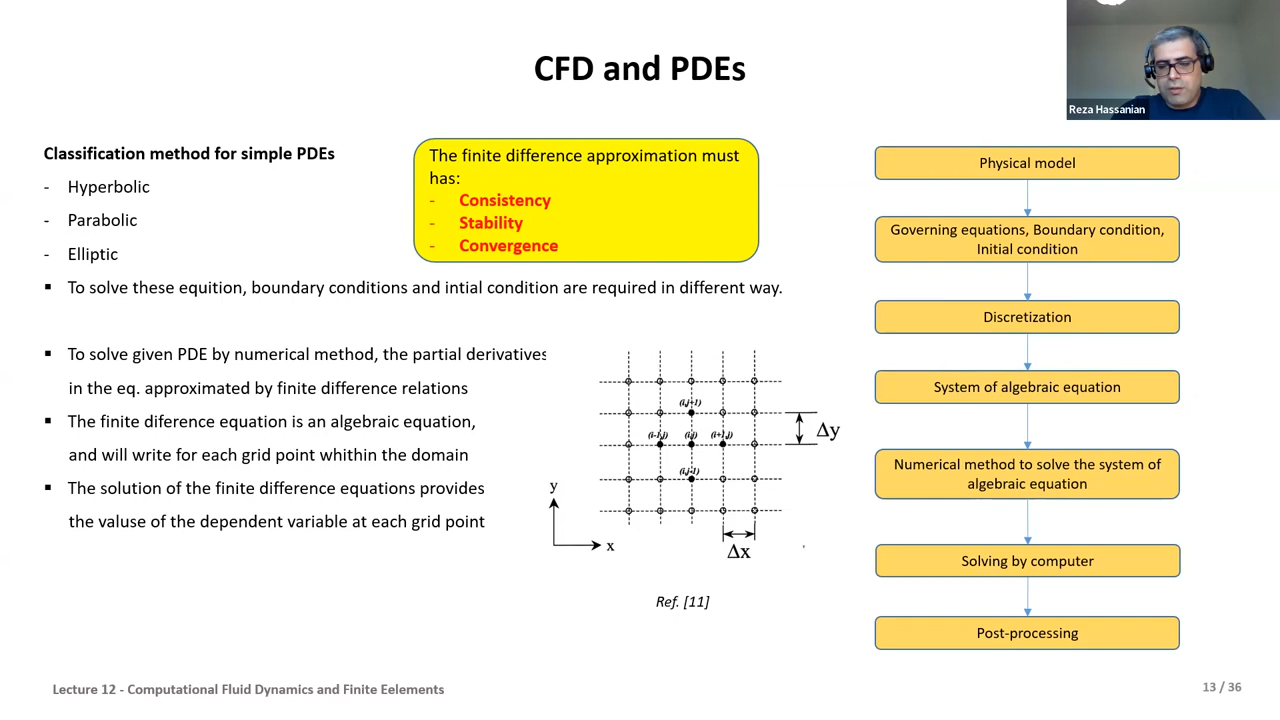 CFD and PDEs
Reza Hassanian
Classification method for simple PDEs
- Hyperbolic
- Parabolic
- Elliptic
▪ To solve these equition, boundary conditions and intial condition are required in different way.
The finite difference approximation must
has:
- Consistency
- Stability
- Convergence
▪ To solve given PDE by numerical method, the partial derivatives
in the eq. approximated by finite difference relations
▪ The finite diference equation is an algebraic equation,
and will write for each grid point whithin the domain
▪ The solution of the finite difference equations provides
the valuse of the dependent variable at each grid point
(i,j+1)
(i-1,j) (i,j) (i+1,j)
(i,j-1)
Δy
y
x
Δx
Ref. [11]
Physical model
Governing equations, Boundary condition,
Initial condition
Discretization
System of algebraic equation
Numerical method to solve the system of
algebraic equation
Solving by computer
Post-processing
Lecture 12 - Computational Fluid Dynamics and Finite Eelements
13 / 36